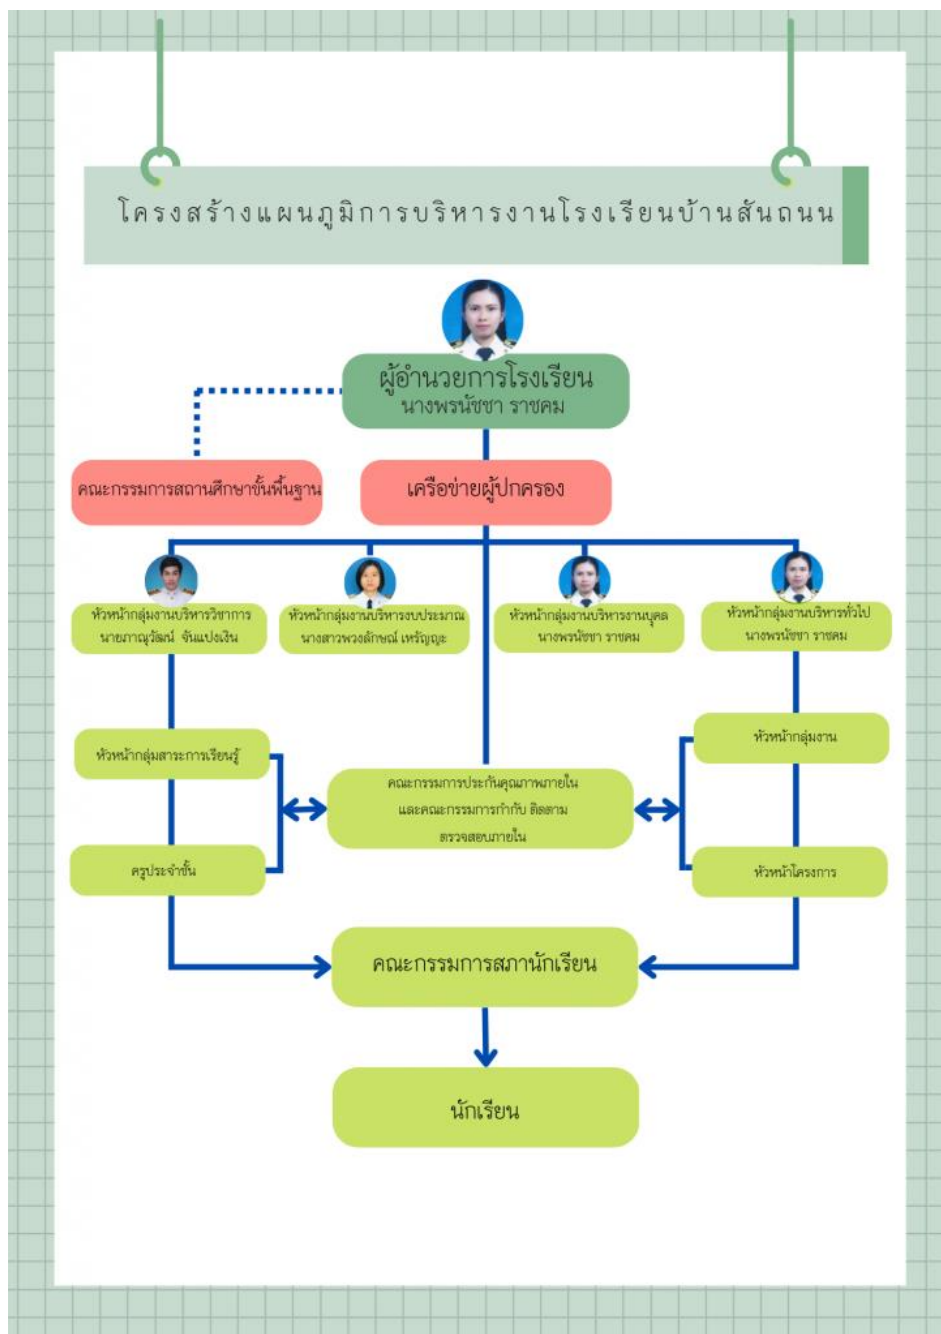 โครงสร้างแผนภูมิการบริหารงานโรงเรียนบ้านสันถนน
ผู้อำนวยการโรงเรียน
นางพรนัชชา ราชคม
คณะกรรมการสถานศึกษาขั้นพื้นฐาน
เครือข่ายผู้ปกครอง
หัวหน้ากลุ่มงานบริหารวิชาการ
นายภาณุวัฒน์ จันแปงเงิน
หัวหน้ากลุ่มงานบริหารงบประมาณ
นางสาวพวงลักษณ์ เหรัญญะ
หัวหน้ากลุ่มงานบริหารงานบุคล
นางพรนัชชา ราชคม
หัวหน้ากลุ่มงานบริหารทั่วไป
นางพรนัชชา ราชคม
หัวหน้ากลุ่มสาระการเรียนรู้
หัวหน้ากลุ่มงาน
คณะกรรมการประกันคุณภาพภายใน
และคณะกรรมการกำกับ ติดตาม
ตรวจสอบภายใน
ครูประจำชั้น
หัวหน้าโครงการ
คณะกรรมการสภานักเรียน
นักเรียน